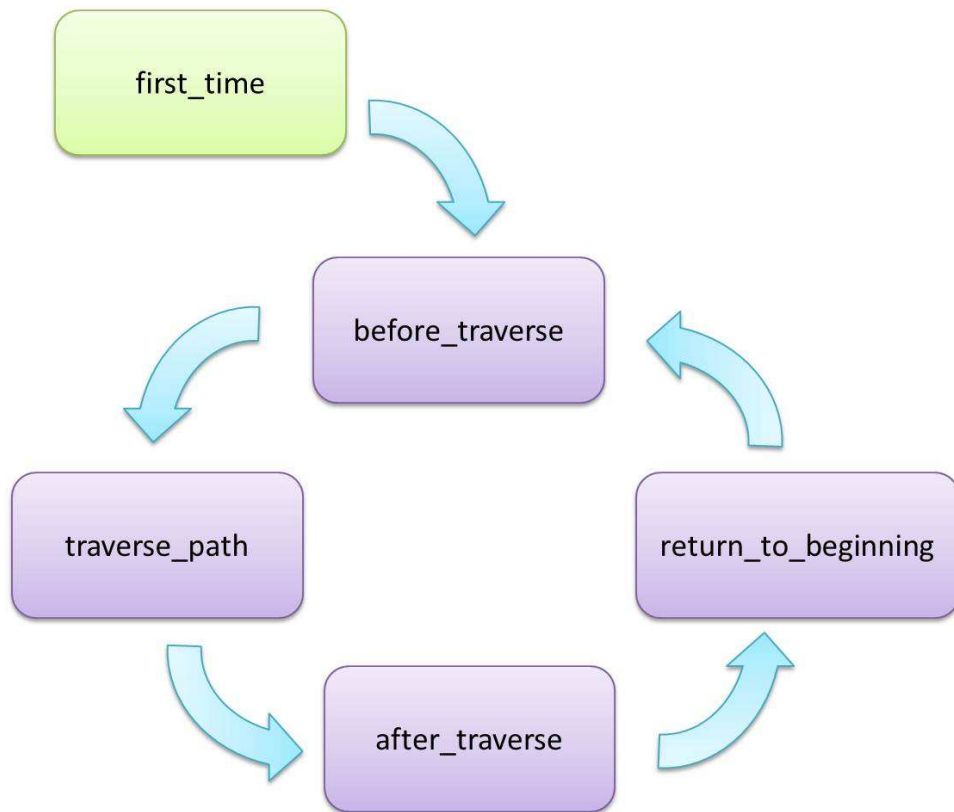 first_time
before_traverse
traverse_path
return_to_beginning
after_traverse